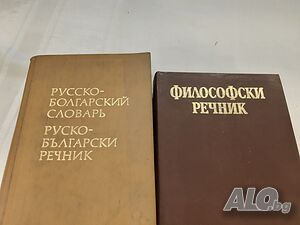 РУССКО-
БОЛГАРСКИЙ
СЛОВАРЬ
РУСКО-
БЪЛГАРСКИ
РЕЧНИК
ФИЛОСОФСКИ
РЕЧНИК
ALO.bg